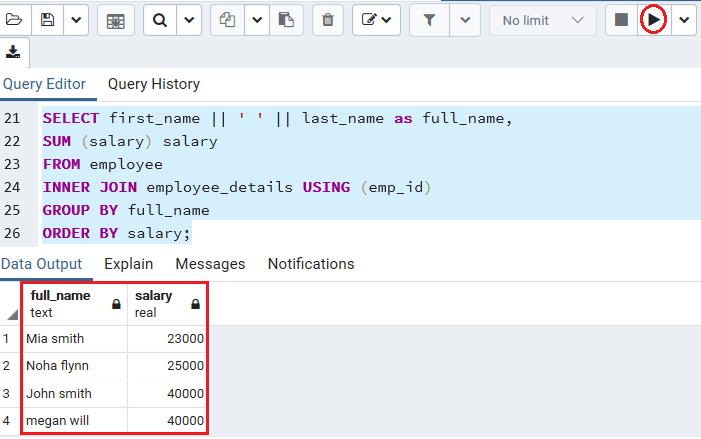 No limit
Query Editor Query History
21 SELECT first_name || ' ' || last_name as full_name,
22 SUM (salary) salary
23 FROM employee
24 INNER JOIN employee_details USING (emp_id)
25 GROUP BY full_name
26 ORDER BY salary;
Data Output Explain Messages Notifications
full_name salary
text real
1 Mia smith 23000
2 Noha flynn 25000
3 John smith 40000
4 megan will 40000